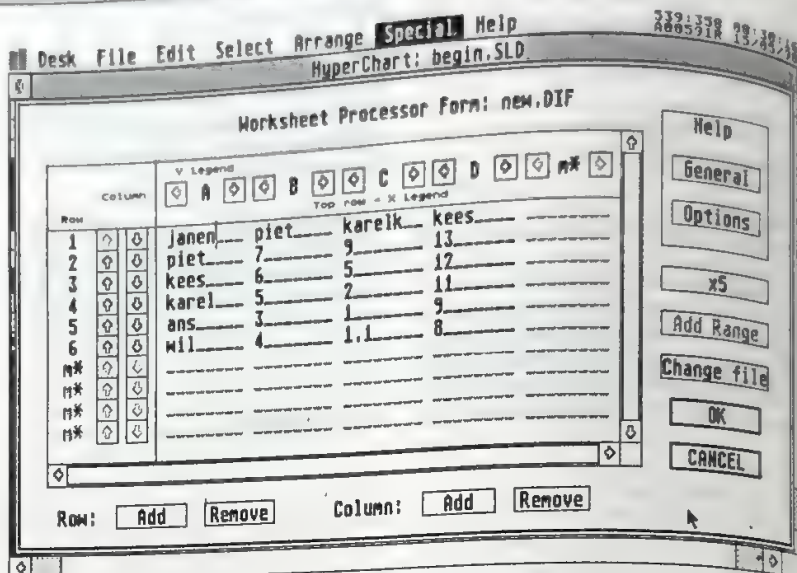 Desk File Edit Select Arrange Special Help
HyperChart: begin.SLD
Worksheet Processor Form: new.DIF
Y Legend
Column A B C D m*
Top row = X Legend
Row
1 janen piet karelk kees
2 piet 7 9 13
3 kees 6 5 12
4 karel 5 2 11
5 ans 3 1 9
6 wil 4 1.1 8
m*
m*
m*
m*
Row: Add Remove Column: Add Remove
Help
General
Options
x5
Add Range
Change file
OK
CANCEL